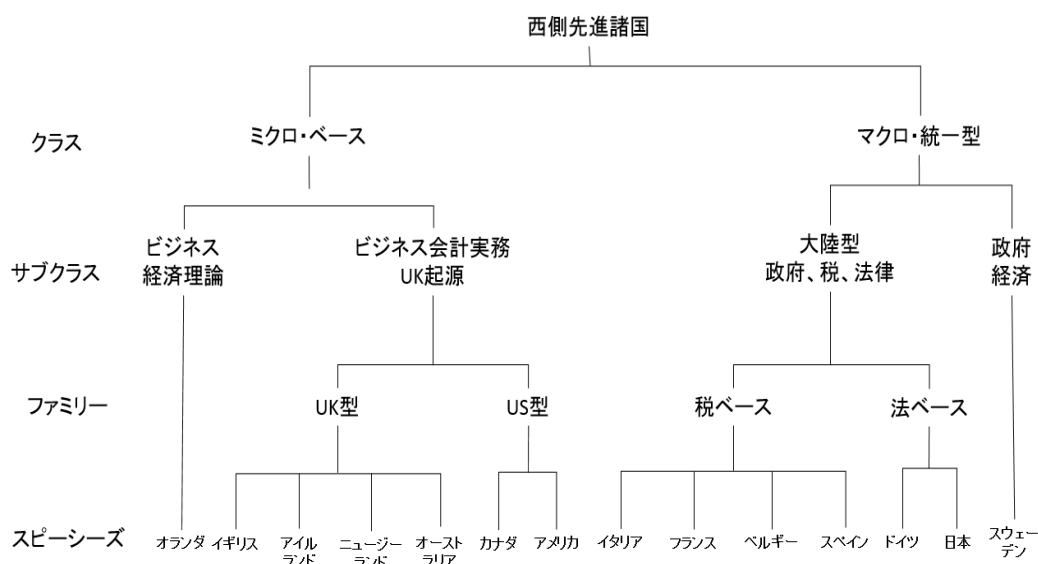 西側先進諸国
クラス
ミクロ・ベース
マクロ・統一型
サブクラス
ビジネス
経済理論
ビジネス会計実務
UK起源
大陸型
政府、税、法律
政府
経済
ファミリー
UK型
US型
税ベース
法ベース
スピーシーズ
オランダ
イギリス
アイル
ランド
ニュージー
ランド
オースト
ラリア
カナダ
アメリカ
イタリア
フランス
ベルギー
スペイン
ドイツ
日本
スウェー
デン